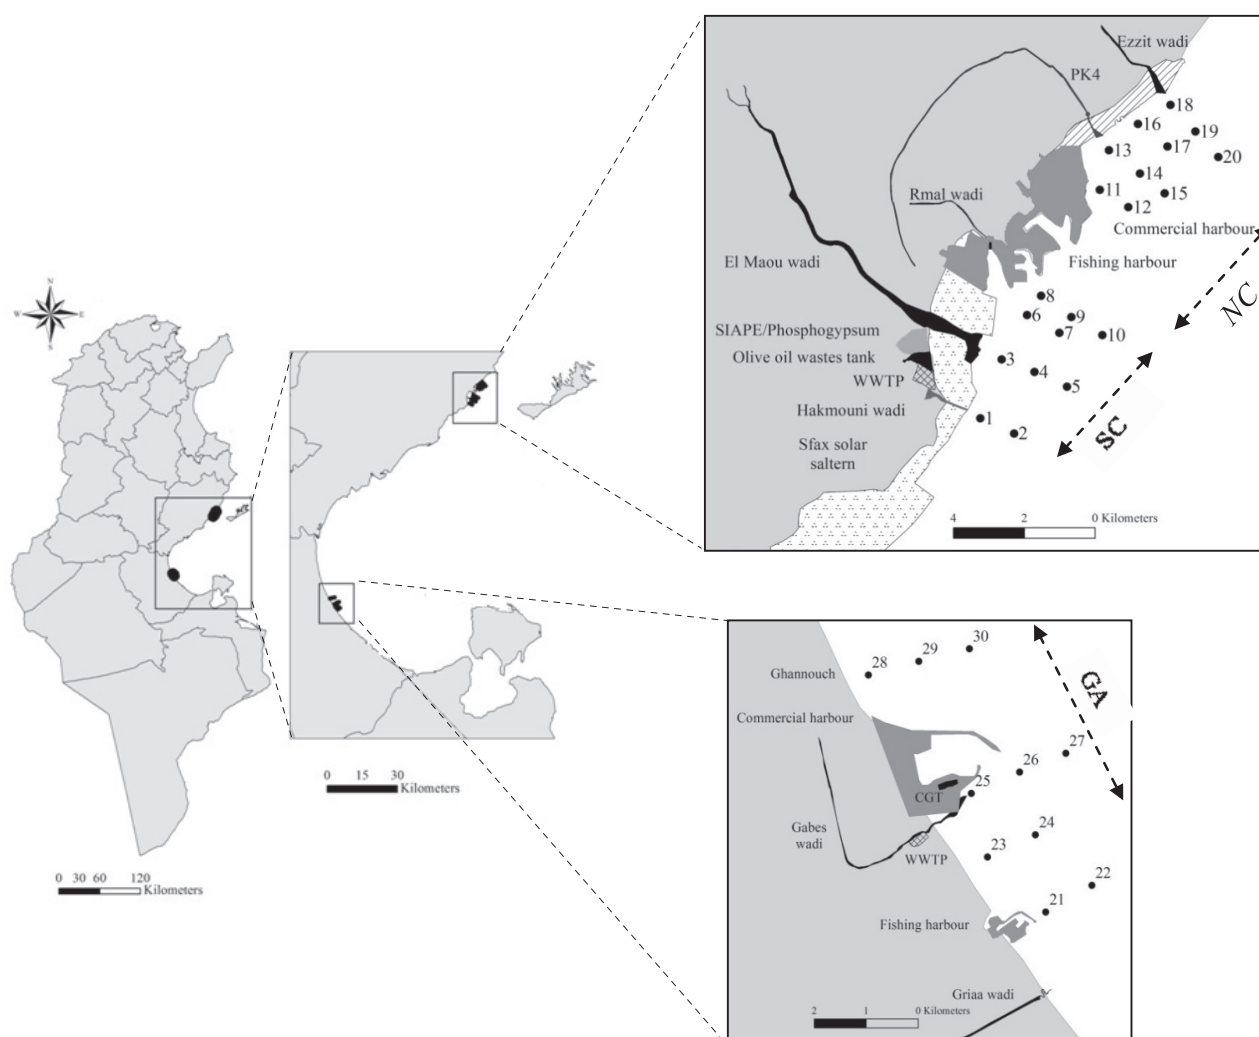 N
W
E
S
0 30 60 120
Kilometers
0 15 30
Kilometers
Ezzit wadi
PK4
18
16
19
13
17
20
14
Rmal wadi
11
15
12
Commercial harbour
El Maou wadi
Fishing harbour
NC
8
6
9
SIAPE/Phosphogypsum
7
10
Olive oil wastes tank
3
WWTP
4
5
Hakmouni wadi
1
2
SC
Sfax solar
saltern
4 2 0 Kilometers
30
29
28
Ghannouch
GA
Commercial harbour
27
26
25
CGT
Gabes
wadi
24
23
WWTP
22
21
Fishing harbour
Griaa wadi
2 1 0 Kilometers